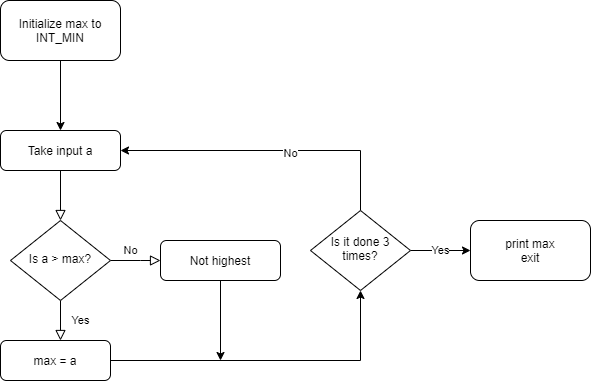 Initialize max to
INT_MIN
Take input a
No
Is it done 3
times?
Yes
print max
exit
Is a > max?
No
Not highest
Yes
max = a